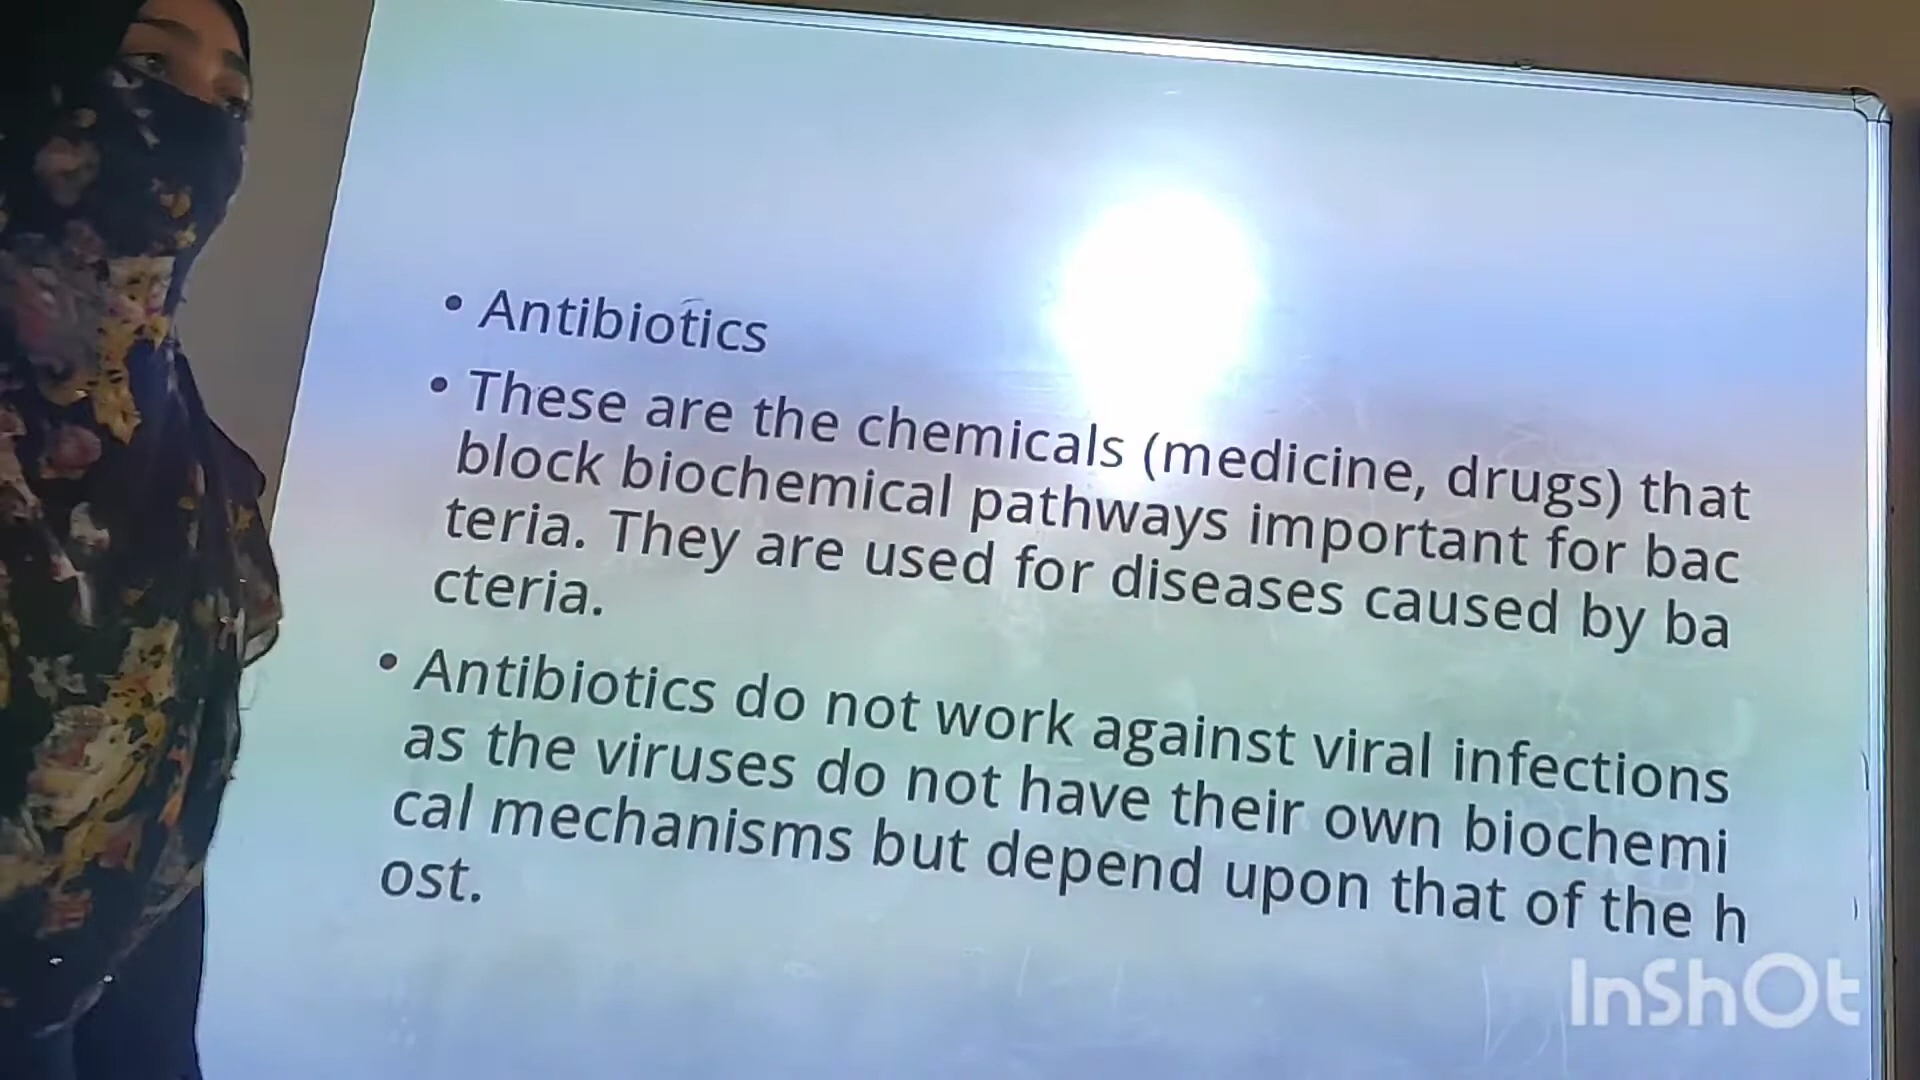 • Antibiotics
• These are the chemicals (medicine, drugs) that
block biochemical pathways important for bac
teria. They are used for diseases caused by ba
cteria.
• Antibiotics do not work against viral infections
as the viruses do not have their own biochemi
cal mechanisms but depend upon that of the h
ost.
InShOt